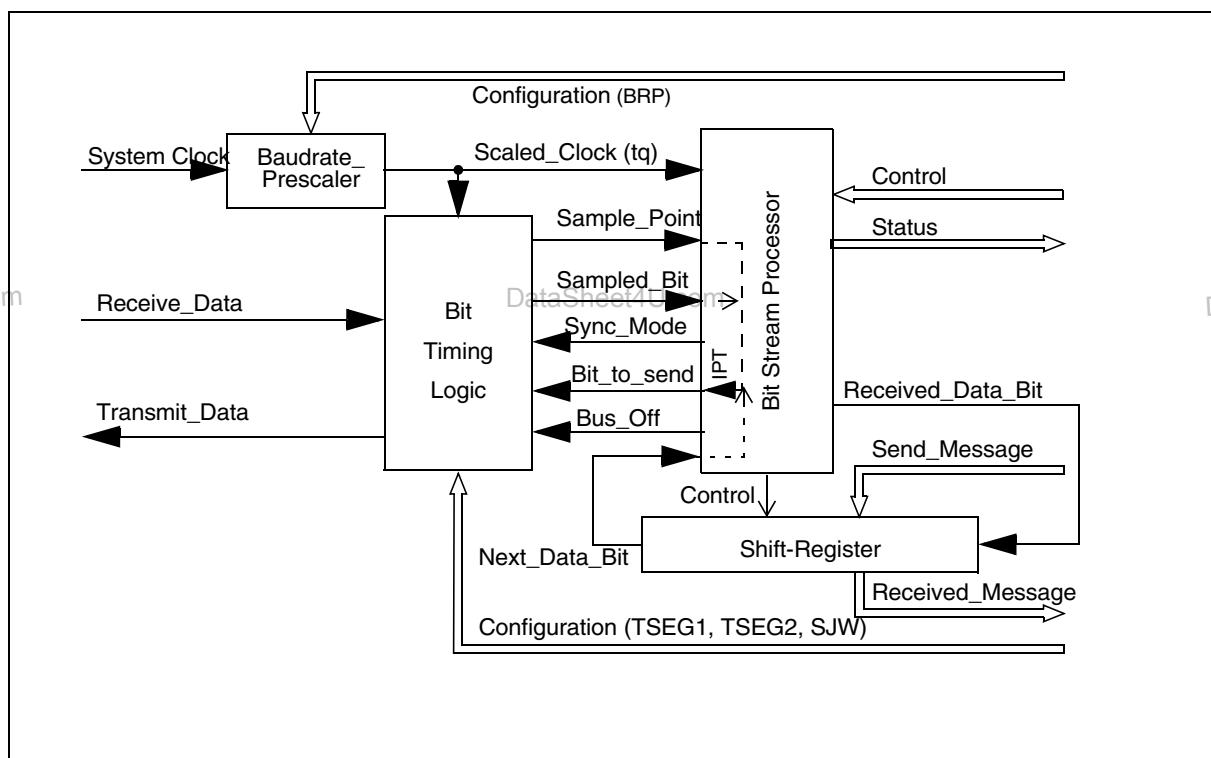 Configuration (BRP)
System Clock
Baudrate_
Prescaler
Scaled_Clock (tq)
Control
Sample_Point
Status
Sampled_Bit
m
DataSheet4U.com
D
Receive_Data
Bit
Timing
Logic
Sync_Mode
IPT
Bit Stream Processor
Bit_to_send
Received_Data_Bit
Transmit_Data
Bus_Off
Send_Message
Control
Shift-Register
Next_Data_Bit
Received_Message
Configuration (TSEG1, TSEG2, SJW)